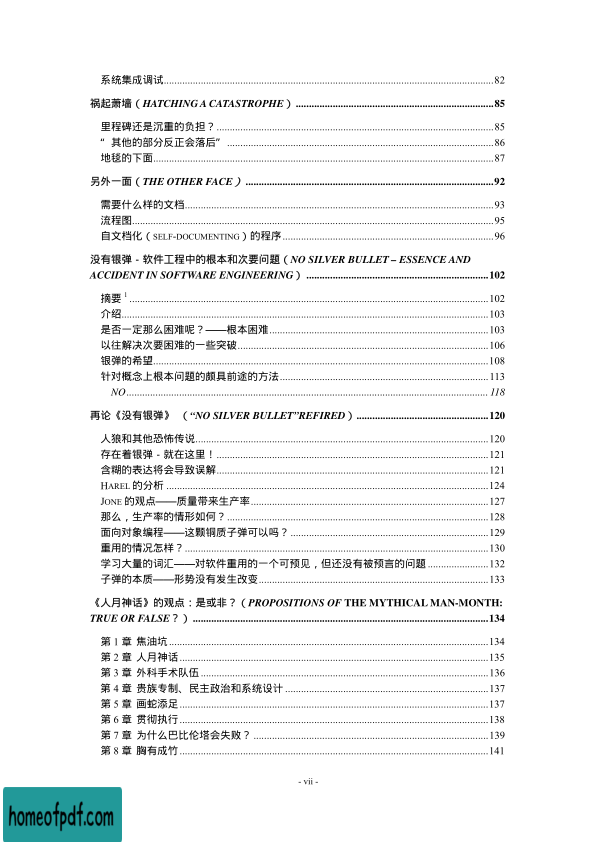 系统集成调试........................................................................82
祸起萧墙（HATCHING A CATASTROPHE）........................................................................85
里程碑还是沉重的负担？........................................................................85
“ 其他的部分反正会落后”........................................................................86
地毯的下面........................................................................87
另外一面（THE OTHER FACE）........................................................................92
需要什么样的文档........................................................................93
流程图........................................................................95
自文档化（SELF-DOCUMENTING）的程序........................................................................96
没有银弹－软件工程中的根本和次要问题（NO SILVER BULLET – ESSENCE AND
ACCIDENT IN SOFTWARE ENGINEERING）........................................................................102
摘要 1........................................................................102
介绍........................................................................103
是否一定那么困难呢？——根本困难........................................................................103
以往解决次要困难的一些突破........................................................................106
银弹的希望........................................................................108
针对概念上根本问题的颇具前途的方法........................................................................113
NO........................................................................118
再论《没有银弹》 （“NO SILVER BULLET”REFIRED）........................................................................120
人狼和其他恐怖传说........................................................................120
存在着银弹－就在这里！........................................................................121
含糊的表达将会导致误解........................................................................121
HAREL 的分析........................................................................124
JONE 的观点——质量带来生产率........................................................................127
那么，生产率的情形如何？........................................................................128
面向对象编程——这颗铜质子弹可以吗？........................................................................129
重用的情况怎样？........................................................................130
学习大量的词汇——对软件重用的一个可预见，但还没有被预言的问题........................................................................132
子弹的本质——形势没有发生改变........................................................................133
《人月神话》的观点：是或非？（PROPOSITIONS OF THE MYTHICAL MAN-MONTH:
TRUE OR FALSE？）........................................................................134
第 1 章 焦油坑........................................................................134
第 2 章 人月神话........................................................................135
第 3 章 外科手术队伍........................................................................136
第 4 章 贵族专制、民主政治和系统设计........................................................................137
第 5 章 画蛇添足........................................................................137
第 6 章 贯彻执行........................................................................138
第 7 章 为什么巴比伦塔会失败？........................................................................139
第 8 章 胸有成竹........................................................................141
- vii -
homeofpdf.com